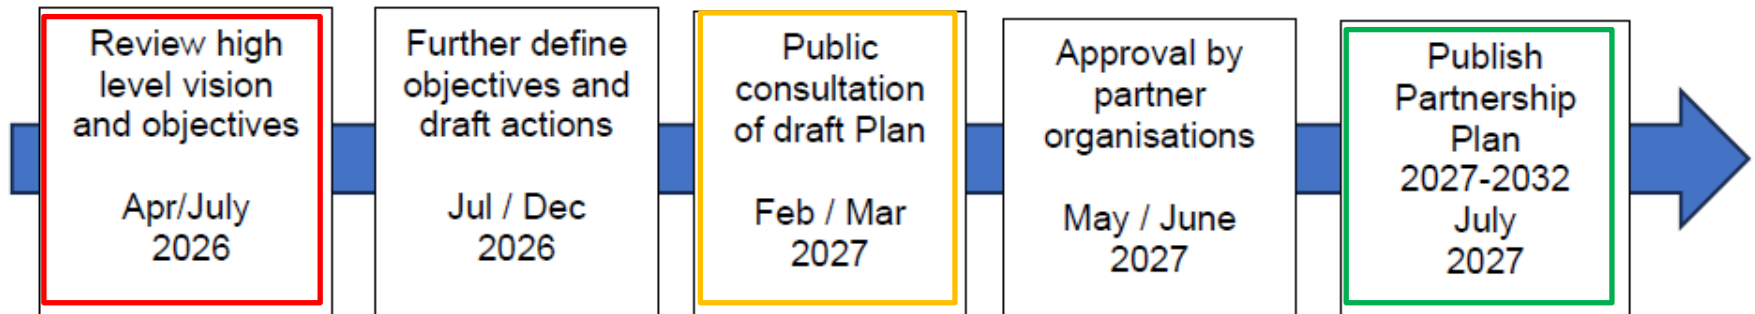 Review high
level vision
and objectives
Apr/July
2026
Further define
objectives and
draft actions
Jul / Dec
2026
Public
consultation
of draft Plan
Feb / Mar
2027
Approval by
partner
organisations
May / June
2027
Publish
Partnership
Plan
2027-2032
July
2027